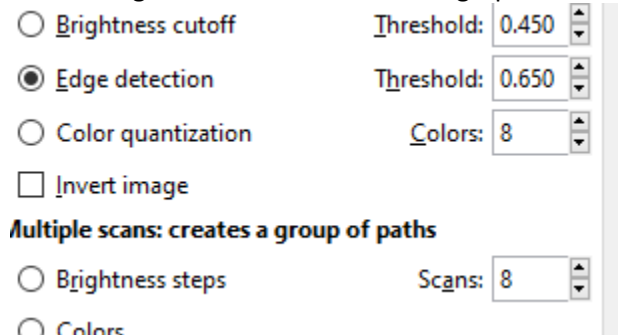 Brightness cutoff Threshold: 0.450
Edge detection Threshold: 0.650
Color quantization Colors: 8
Invert image
Multiple scans: creates a group of paths
Brightness steps Scans: 8
Colors